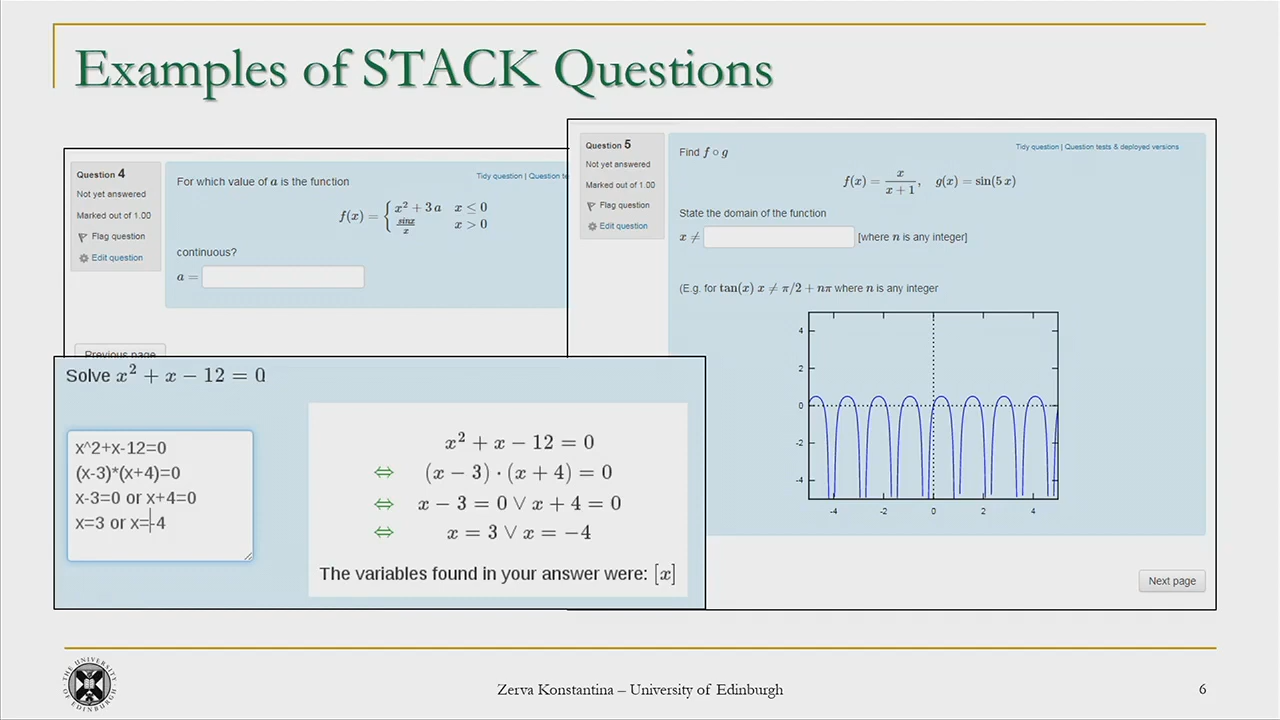 Examples of STACK Questions
Question 4
Not yet answered
Marked out of 1.00
Flag question
Edit question
Tidy question | Question te
For which value of a is the function
f(x) = { x² + 3 a   x ≤ 0
sinx/x   x > 0
continuous?
a =
Previous page
Question 5
Not yet answered
Marked out of 1.00
Flag question
Edit question
Tidy question | Question tests & deployed versions
Find f ∘ g
f(x) = x/(x + 1),   g(x) = sin(5 x)
State the domain of the function
x ≠ [where n is any integer]
(E.g. for tan(x) x ≠ π/2 + nπ where n is any integer
4
2
0
-2
-4
-4 -2 0 2 4
Next page
Solve x² + x − 12 = 0
x^2+x-12=0
(x-3)*(x+4)=0
x-3=0 or x+4=0
x=3 or x=-4
x² + x − 12 = 0
⇔ (x − 3) · (x + 4) = 0
⇔ x − 3 = 0 ∨ x + 4 = 0
⇔ x = 3 ∨ x = −4
The variables found in your answer were: [x]
THE UNIVERSITY OF EDINBURGH
Zerva Konstantina – University of Edinburgh
6